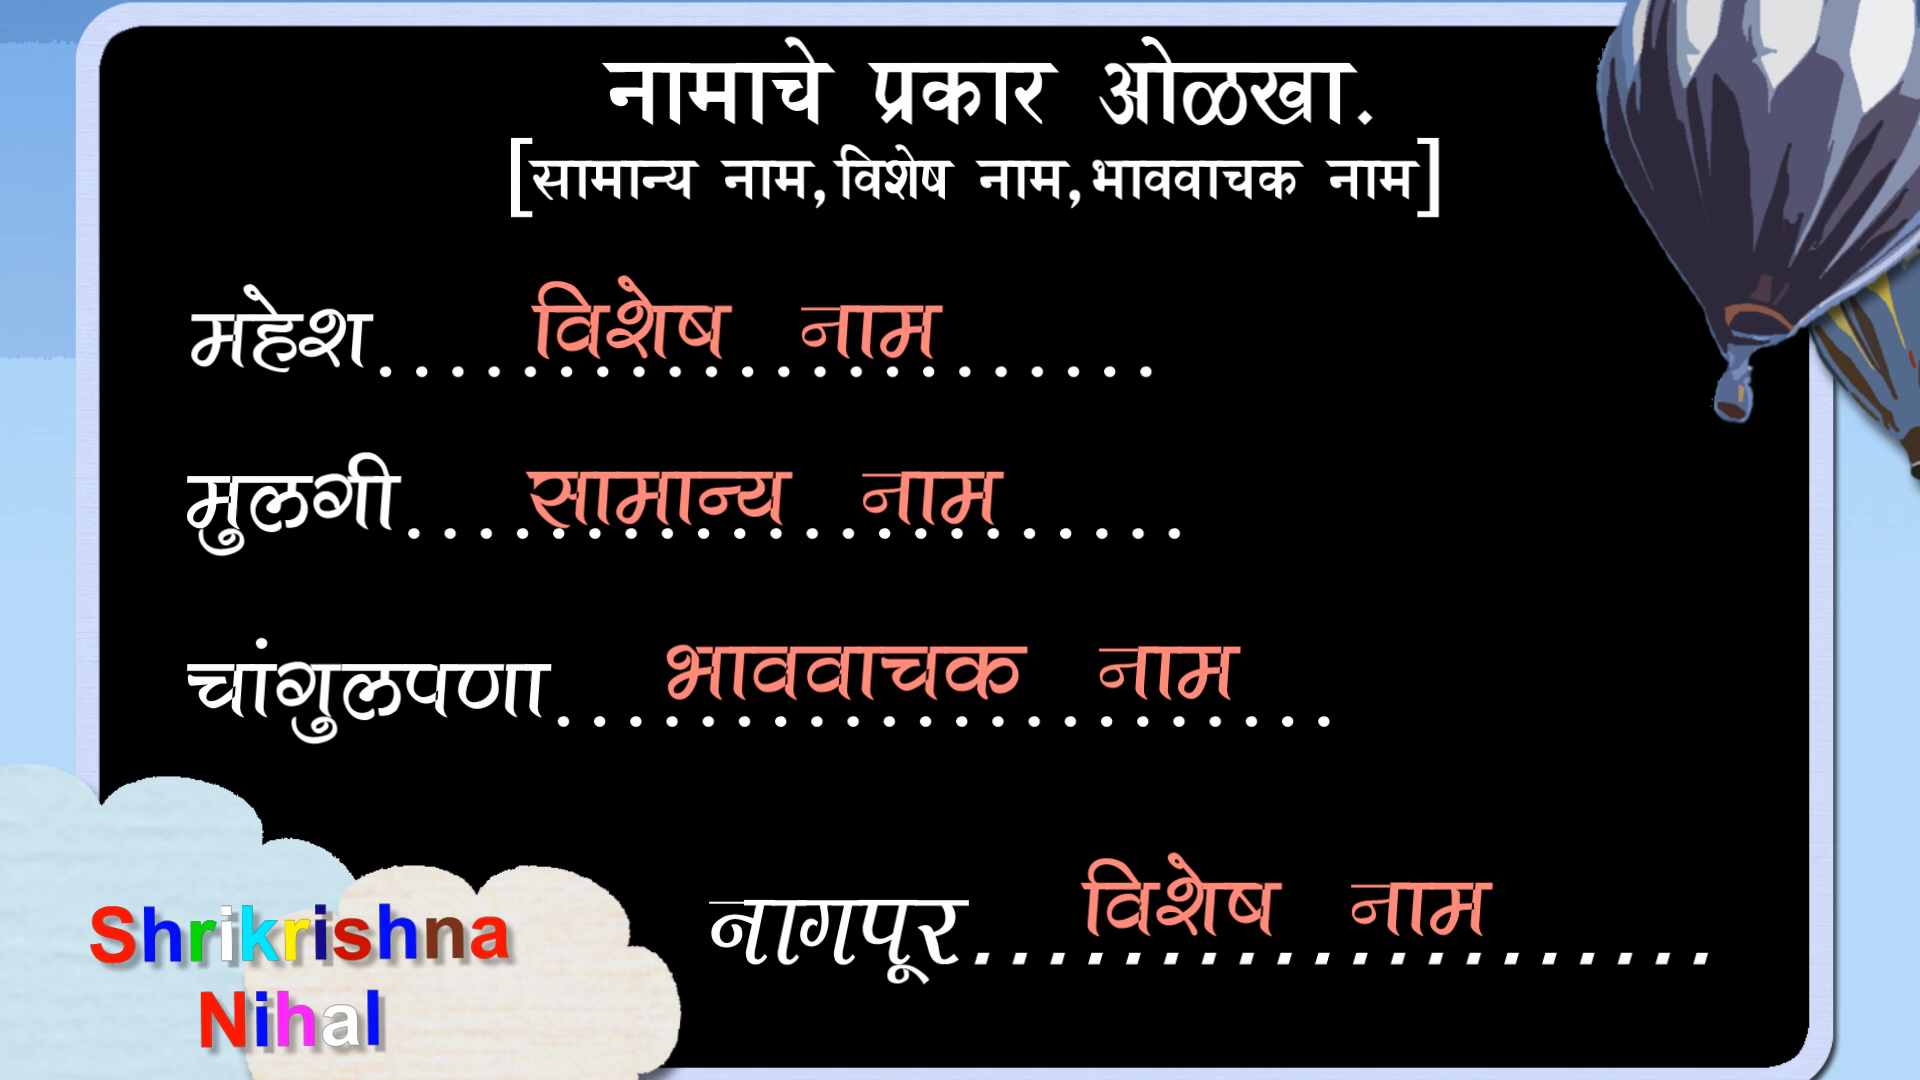 नामाचे प्रकार ओळखा.
[सामान्य नाम, विशेष नाम, भाववाचक नाम]
महेश...... विशेष नाम ......
मुलगी...... सामान्य नाम ......
चांगुलपणा...... भाववाचक नाम ......
नागपूर...... विशेष नाम ......
Shrikrishna
Nihal